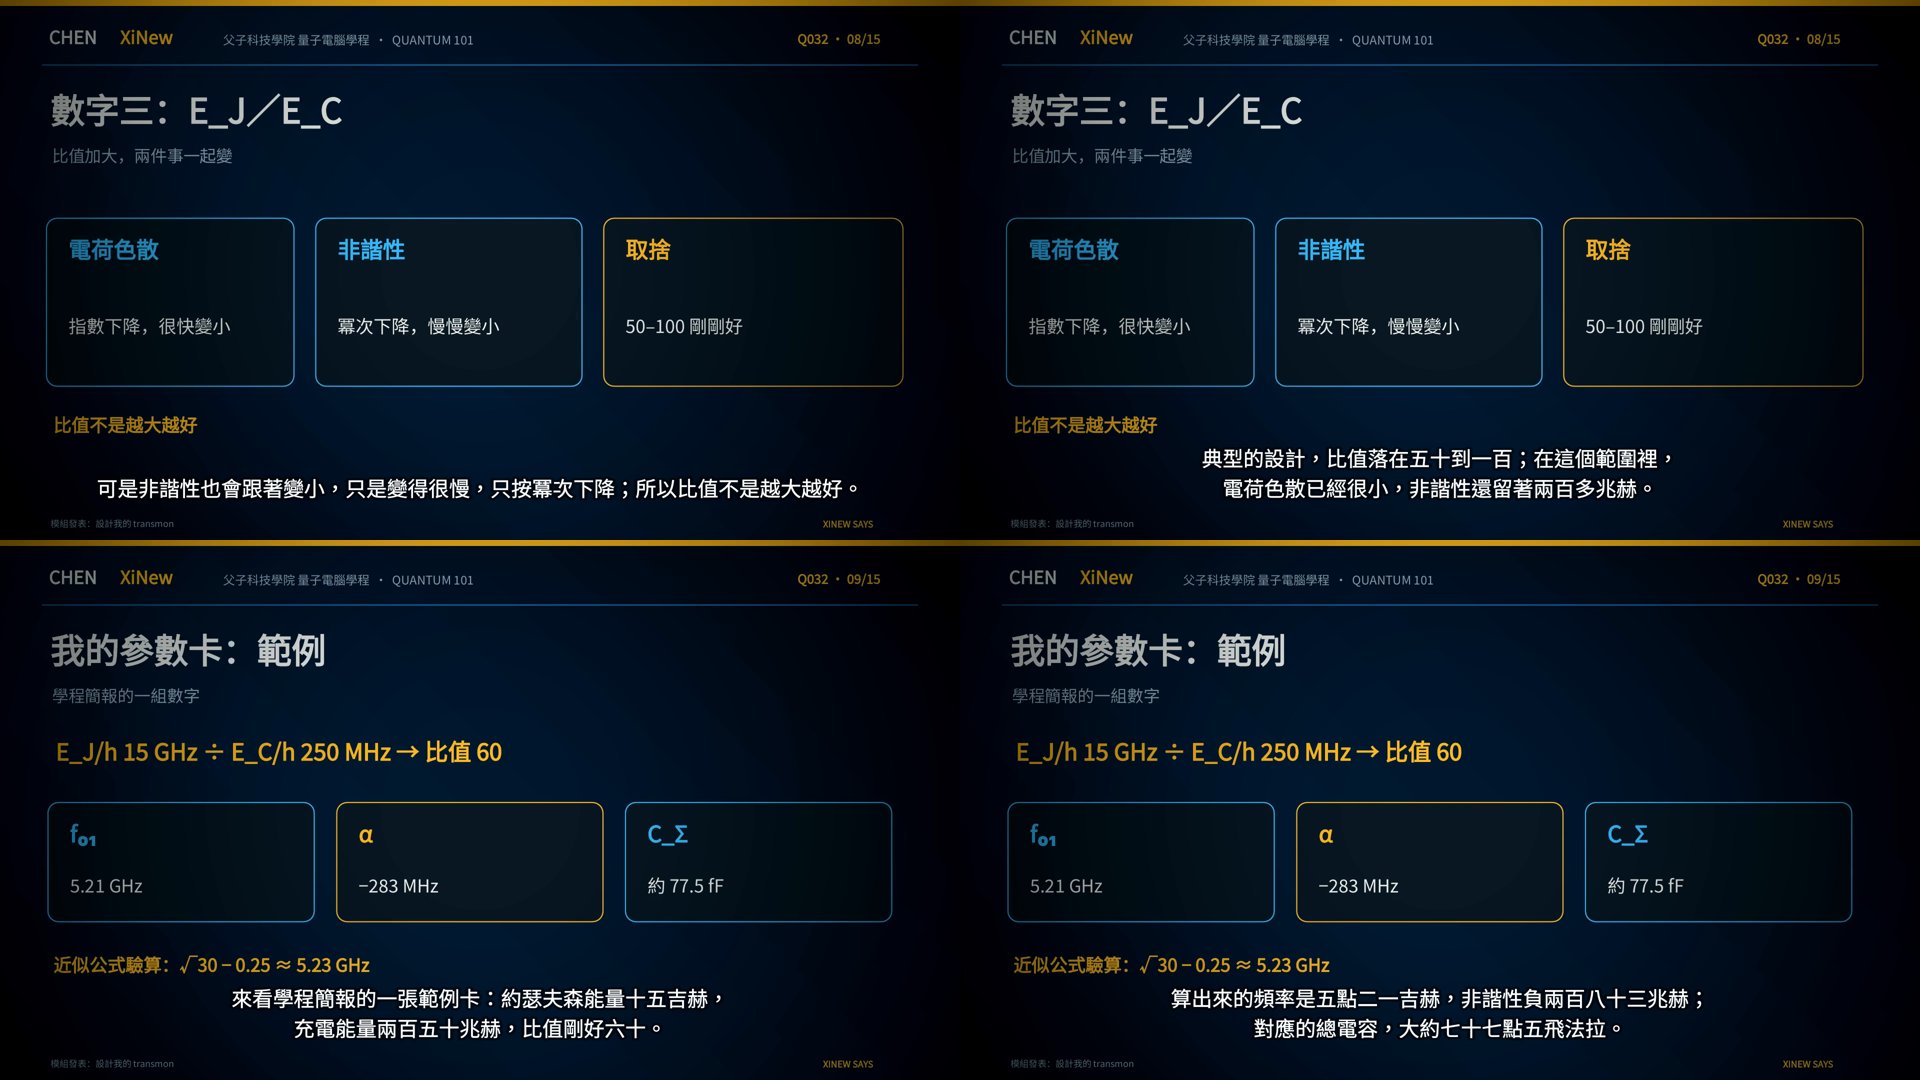 CHEN XiNew 父子科技學院 量子電腦學程 · QUANTUM 101 Q032 · 08/15
數字三：E_J／E_C
比值加大，兩件事一起變
電荷色散 非諧性 取捨
指數下降，很快變小 冪次下降，慢慢變小 50–100 剛剛好
比值不是越大越好
可是非諧性也會跟著變小，只是變得很慢，只按冪次下降；所以比值不是越大越好。
模組發表：設計我的 transmon XINEW SAYS
CHEN XiNew 父子科技學院 量子電腦學程 · QUANTUM 101 Q032 · 08/15
數字三：E_J／E_C
比值加大，兩件事一起變
電荷色散 非諧性 取捨
指數下降，很快變小 冪次下降，慢慢變小 50–100 剛剛好
比值不是越大越好
典型的設計，比值落在五十到一百；在這個範圍裡，
電荷色散已經很小，非諧性還留著兩百多兆赫。
模組發表：設計我的 transmon XINEW SAYS
CHEN XiNew 父子科技學院 量子電腦學程 · QUANTUM 101 Q032 · 09/15
我的參數卡：範例
學程簡報的一組數字
E_J/h 15 GHz ÷ E_C/h 250 MHz → 比值 60
f₀₁ α C_Σ
5.21 GHz −283 MHz 約 77.5 fF
近似公式驗算：√30 − 0.25 ≈ 5.23 GHz
來看學程簡報的一張範例卡：約瑟夫森能量十五吉赫，
充電能量兩百五十兆赫，比值剛好六十。
模組發表：設計我的 transmon XINEW SAYS
CHEN XiNew 父子科技學院 量子電腦學程 · QUANTUM 101 Q032 · 09/15
我的參數卡：範例
學程簡報的一組數字
E_J/h 15 GHz ÷ E_C/h 250 MHz → 比值 60
f₀₁ α C_Σ
5.21 GHz −283 MHz 約 77.5 fF
近似公式驗算：√30 − 0.25 ≈ 5.23 GHz
算出來的頻率是五點二一吉赫，非諧性負兩百八十三兆赫；
對應的總電容，大約七十七點五飛法拉。
模組發表：設計我的 transmon XINEW SAYS